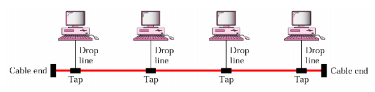 Drop
line
Drop
line
Drop
line
Drop
line
Cable end
Cable end
Tap
Tap
Tap
Tap